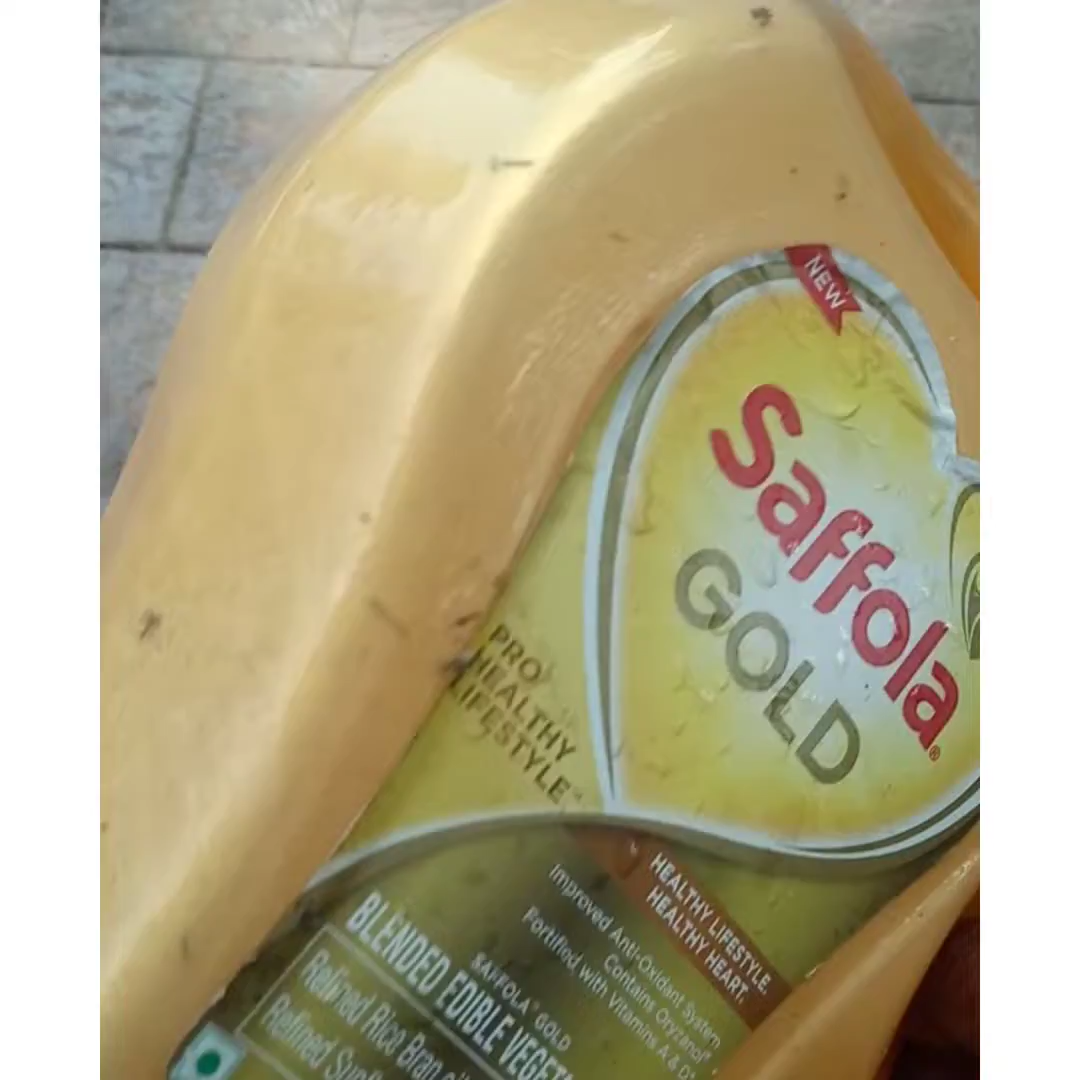 NEW
Saffola®
GOLD
PRO
HEALTHY
LIFESTYLE
HEALTHY LIFESTYLE.
HEALTHY HEART.
Improved Anti-Oxidant System
Contains Oryzanol
Fortified with Vitamins A & D
SAFFOLA GOLD
BLENDED EDIBLE
Refined Rice Bran
Refined